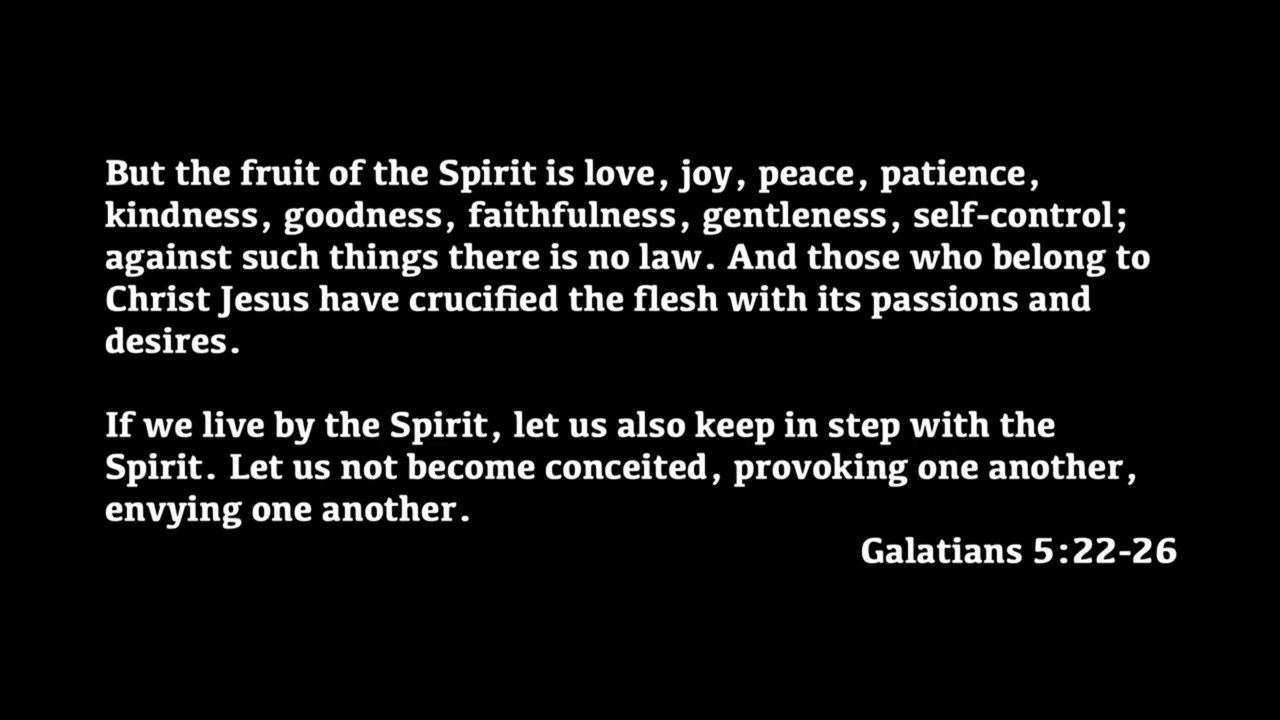 But the fruit of the Spirit is love, joy, peace, patience,
kindness, goodness, faithfulness, gentleness, self-control;
against such things there is no law. And those who belong to
Christ Jesus have crucified the flesh with its passions and
desires.
If we live by the Spirit, let us also keep in step with the
Spirit. Let us not become conceited, provoking one another,
envying one another.
Galatians 5:22-26